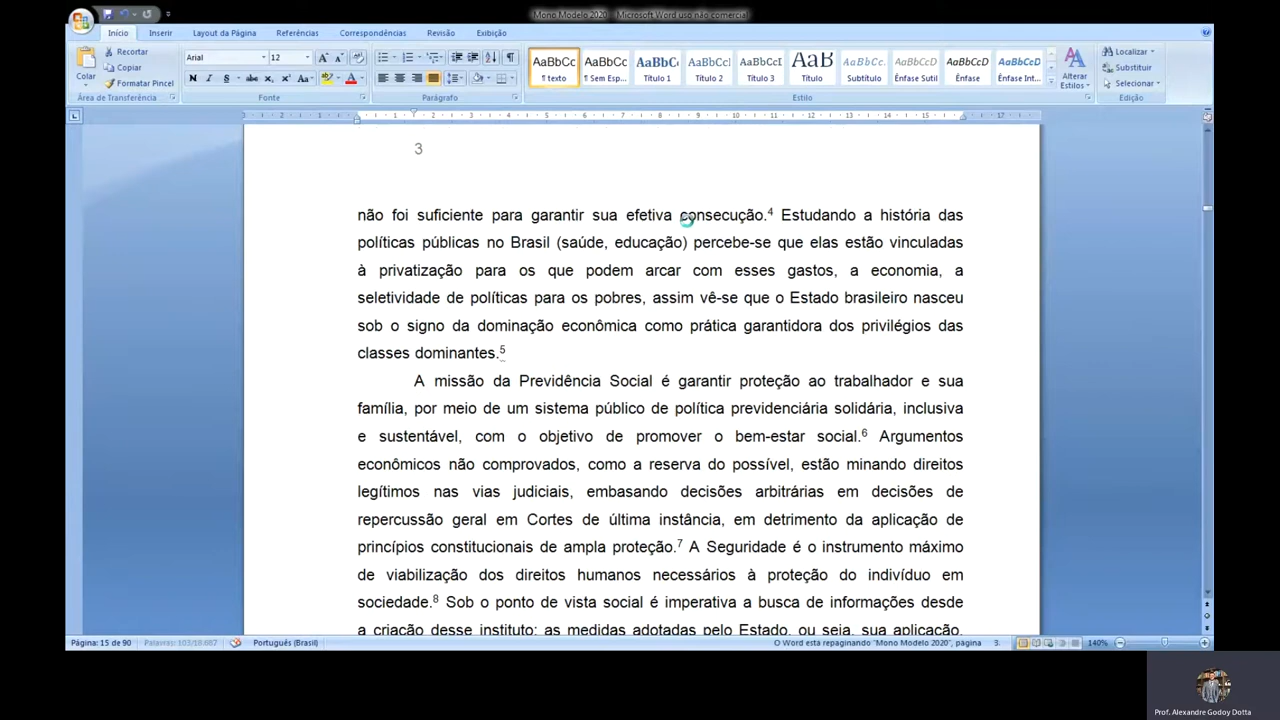 Mono Modelo 2020 - Microsoft Word uso não comercial
Início Inserir Layout da Página Referências Correspondências Revisão Exibição
Colar
Recortar
Copiar
Formatar Pincel
Área de Transferência
Arial 12
Fonte
Parágrafo
AaBbCc ¶ texto
AaBbCc ¶ Sem Esp...
AaBbC Título 1
AaBbCcI Título 2
AaBbCcI Título 3
AaB Título
AaBbCc. Subtítulo
AaBbCcD Ênfase Sutil
AaBbCcD Ênfase
AaBbCcD Ênfase Int...
Alterar Estilos
Estilo
Localizar
Substituir
Selecionar
Edição
3
não foi suficiente para garantir sua efetiva consecução.4 Estudando a história das
políticas públicas no Brasil (saúde, educação) percebe-se que elas estão vinculadas
à privatização para os que podem arcar com esses gastos, a economia, a
seletividade de políticas para os pobres, assim vê-se que o Estado brasileiro nasceu
sob o signo da dominação econômica como prática garantidora dos privilégios das
classes dominantes.5
A missão da Previdência Social é garantir proteção ao trabalhador e sua
família, por meio de um sistema público de política previdenciária solidária, inclusiva
e sustentável, com o objetivo de promover o bem-estar social.6 Argumentos
econômicos não comprovados, como a reserva do possível, estão minando direitos
legítimos nas vias judiciais, embasando decisões arbitrárias em decisões de
repercussão geral em Cortes de última instância, em detrimento da aplicação de
princípios constitucionais de ampla proteção.7 A Seguridade é o instrumento máximo
de viabilização dos direitos humanos necessários à proteção do indivíduo em
sociedade.8 Sob o ponto de vista social é imperativa a busca de informações desde
a criação desse instituto: as medidas adotadas pelo Estado, ou seja, sua aplicação,
Página: 15 de 90 Palavras: 103/18.687 Português (Brasil) O Word está repaginando "Mono Modelo 2020", página 3. 140%
Prof. Alexandre Godoy Dotta